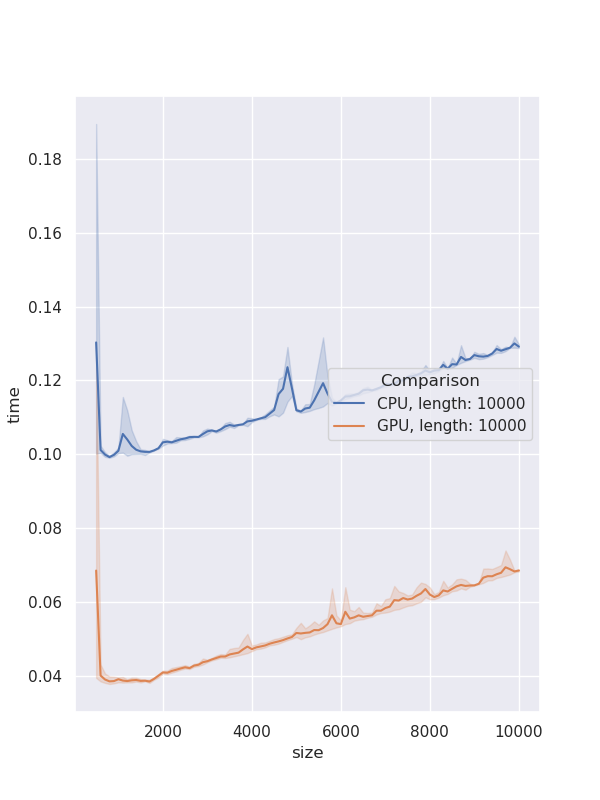 0.18
0.16
0.14
0.12
0.10
0.08
0.06
0.04
time
Comparison
CPU, length: 10000
GPU, length: 10000
2000 4000 6000 8000 10000
size